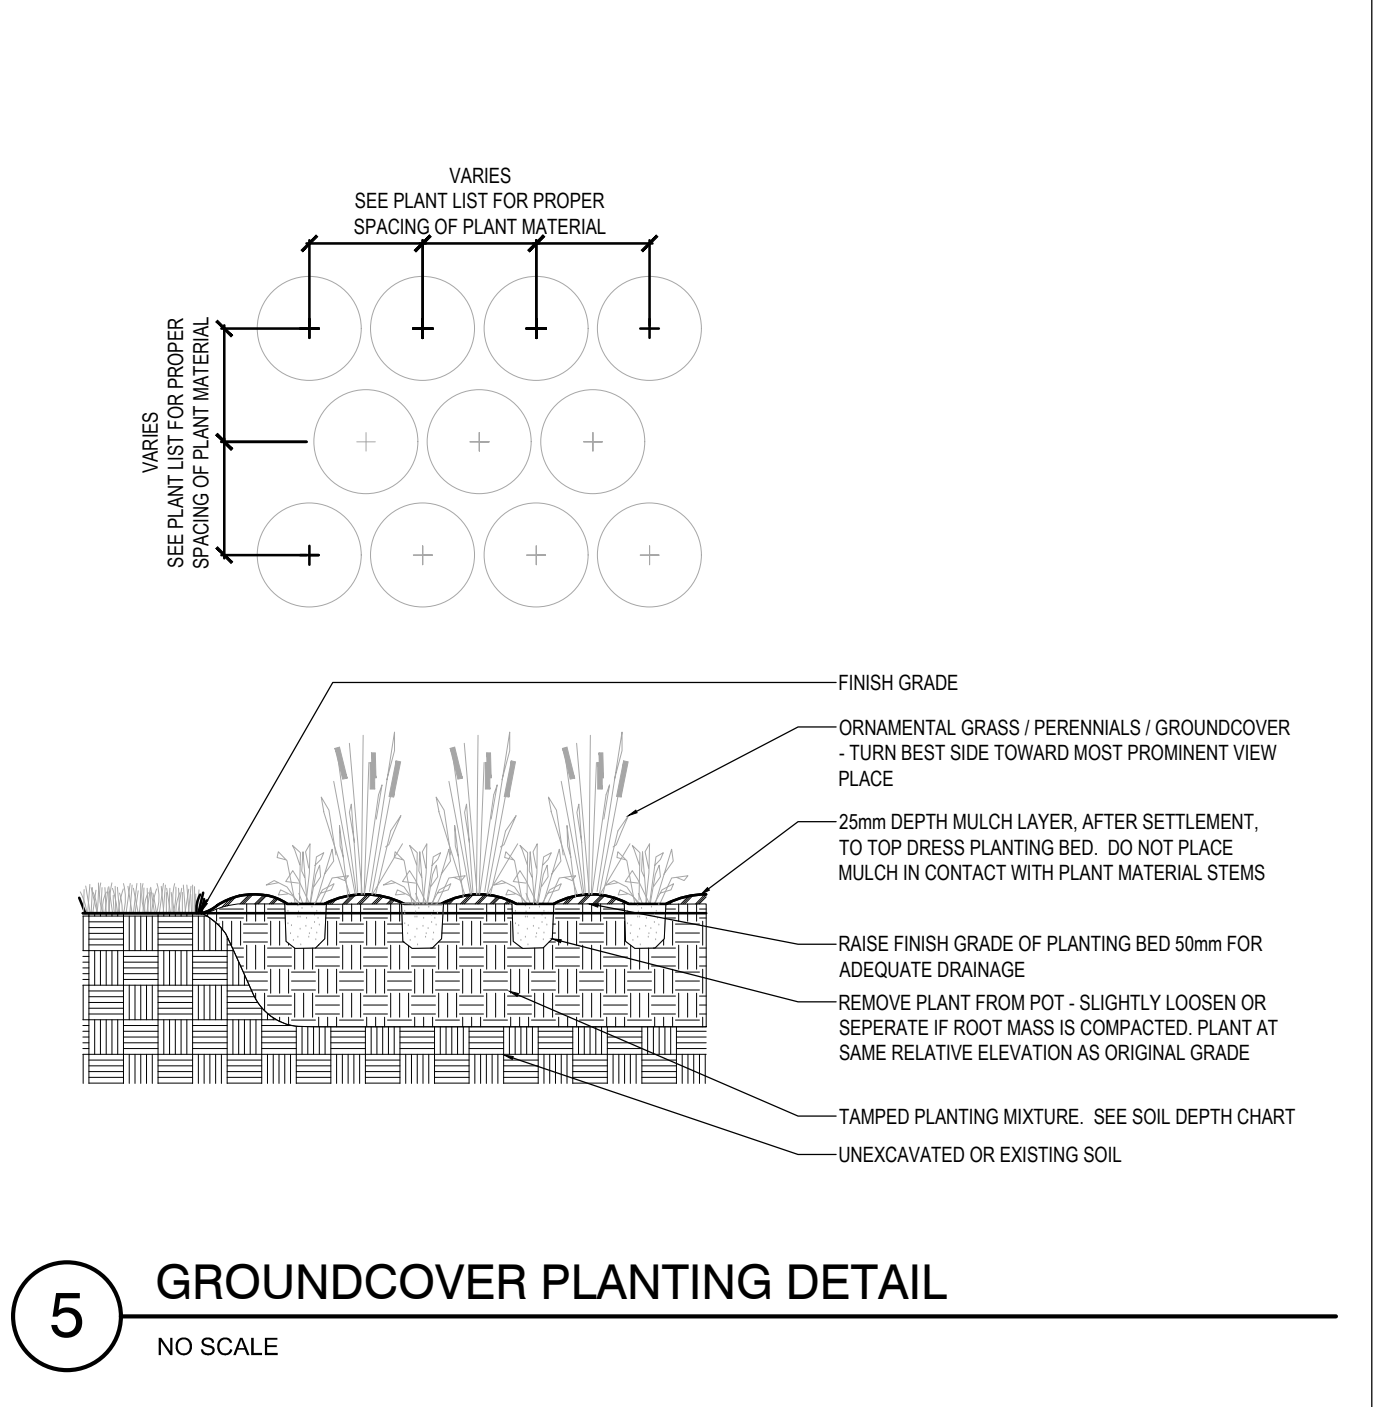 VARIES
SEE PLANT LIST FOR PROPER
SPACING OF PLANT MATERIAL
VARIES
SEE PLANT LIST FOR PROPER
SPACING OF PLANT MATERIAL
FINISH GRADE
ORNAMENTAL GRASS / PERENNIALS / GROUNDCOVER
- TURN BEST SIDE TOWARD MOST PROMINENT VIEW
PLACE
25mm DEPTH MULCH LAYER, AFTER SETTLEMENT,
TO TOP DRESS PLANTING BED. DO NOT PLACE
MULCH IN CONTACT WITH PLANT MATERIAL STEMS
RAISE FINISH GRADE OF PLANTING BED 50mm FOR
ADEQUATE DRAINAGE
REMOVE PLANT FROM POT - SLIGHTLY LOOSEN OR
SEPERATE IF ROOT MASS IS COMPACTED. PLANT AT
SAME RELATIVE ELEVATION AS ORIGINAL GRADE
TAMPED PLANTING MIXTURE. SEE SOIL DEPTH CHART
UNEXCAVATED OR EXISTING SOIL
5
GROUNDCOVER PLANTING DETAIL
NO SCALE